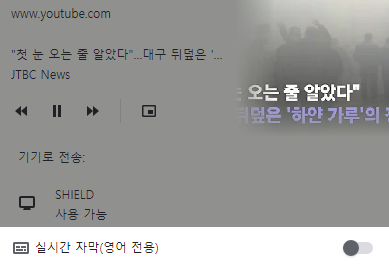 www.youtube.com
"첫 눈 오는 줄 알았다"...대구 뒤덮은 '...
JTBC News
눈 오는 줄 알았다"
뒤덮은 '하얀 가루'의
기기로 전송:
SHIELD
사용 가능
실시간 자막(영어 전용)